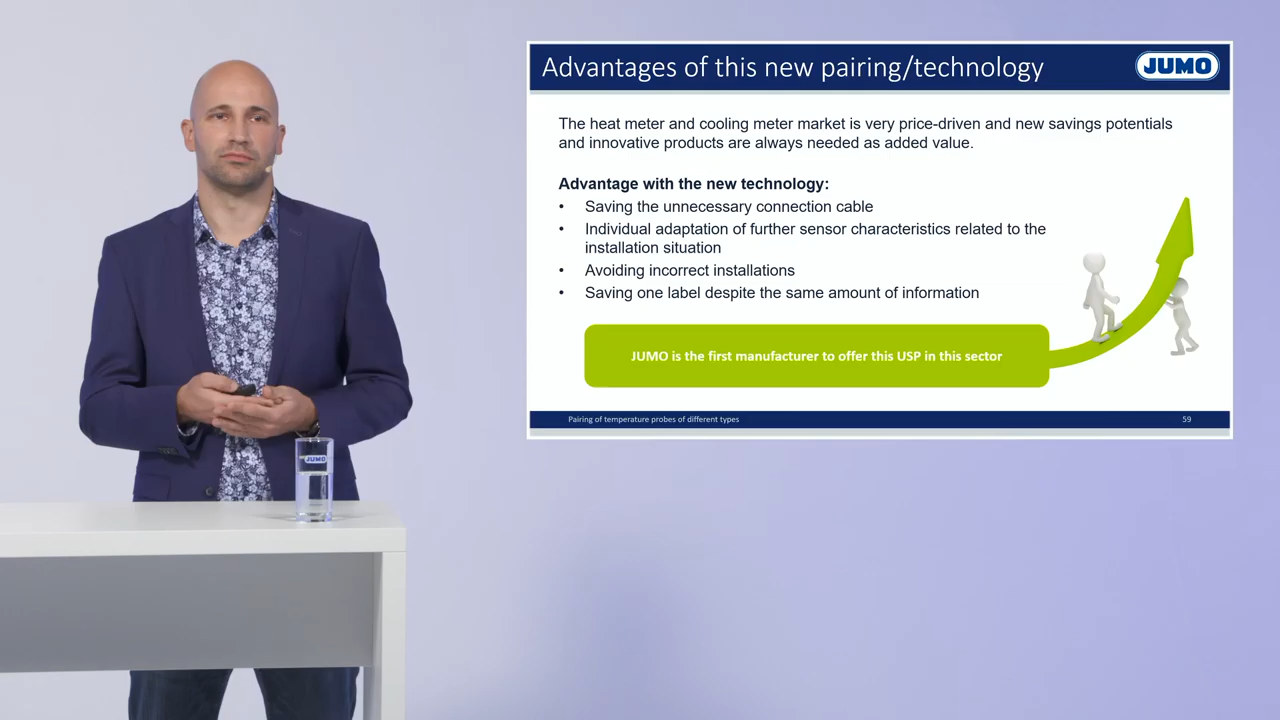 Advantages of this new pairing/technology
JUMO
The heat meter and cooling meter market is very price-driven and new savings potentials
and innovative products are always needed as added value.
Advantage with the new technology:
• Saving the unnecessary connection cable
• Individual adaptation of further sensor characteristics related to the
installation situation
• Avoiding incorrect installations
• Saving one label despite the same amount of information
JUMO is the first manufacturer to offer this USP in this sector
Pairing of temperature probes of different types
59
JUMO